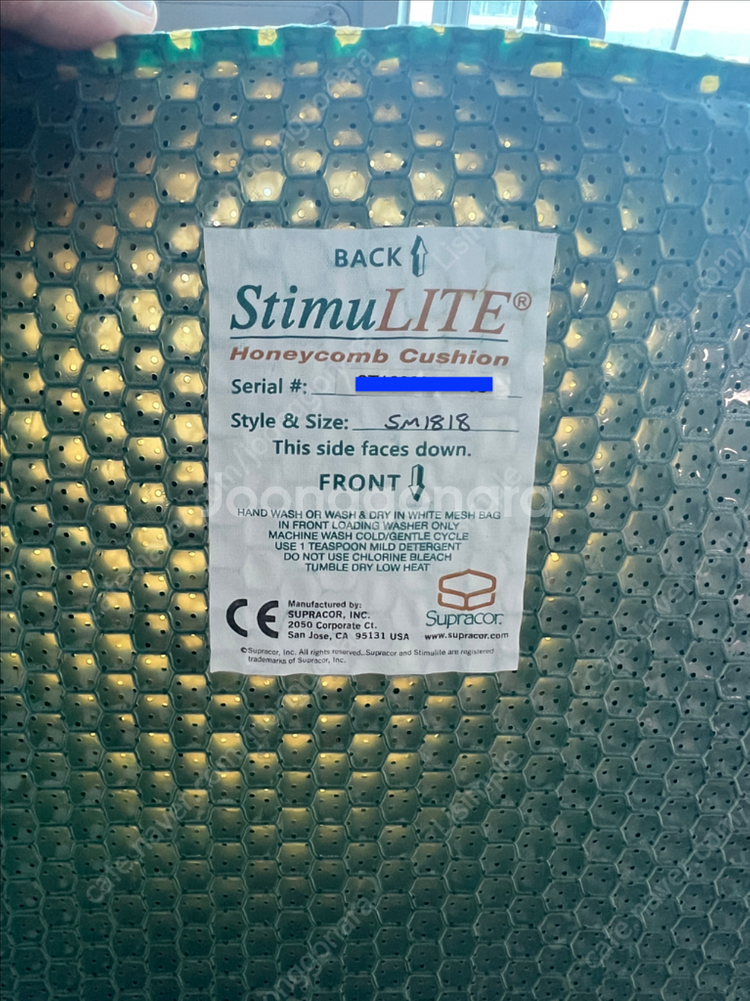 BACK
StimuLITE®
Honeycomb Cushion
Serial #:
Style & Size: SM1818
This side faces down.
FRONT
HAND WASH OR WASH & DRY IN WHITE MESH BAG
IN FRONT LOADING WASHER ONLY
MACHINE WASH COLD/GENTLE CYCLE
USE 1 TEASPOON MILD DETERGENT
DO NOT USE CHLORINE BLEACH
TUMBLE DRY LOW HEAT
CE
Manufactured by:
SUPRACOR, INC.
2050 Corporate Ct.
San Jose, CA 95131 USA
Supracor®
www.supracor.com
©Supracor, Inc. All rights reserved. Supracor and Stimulite are registered
trademarks of Supracor, Inc.
Joonggonara